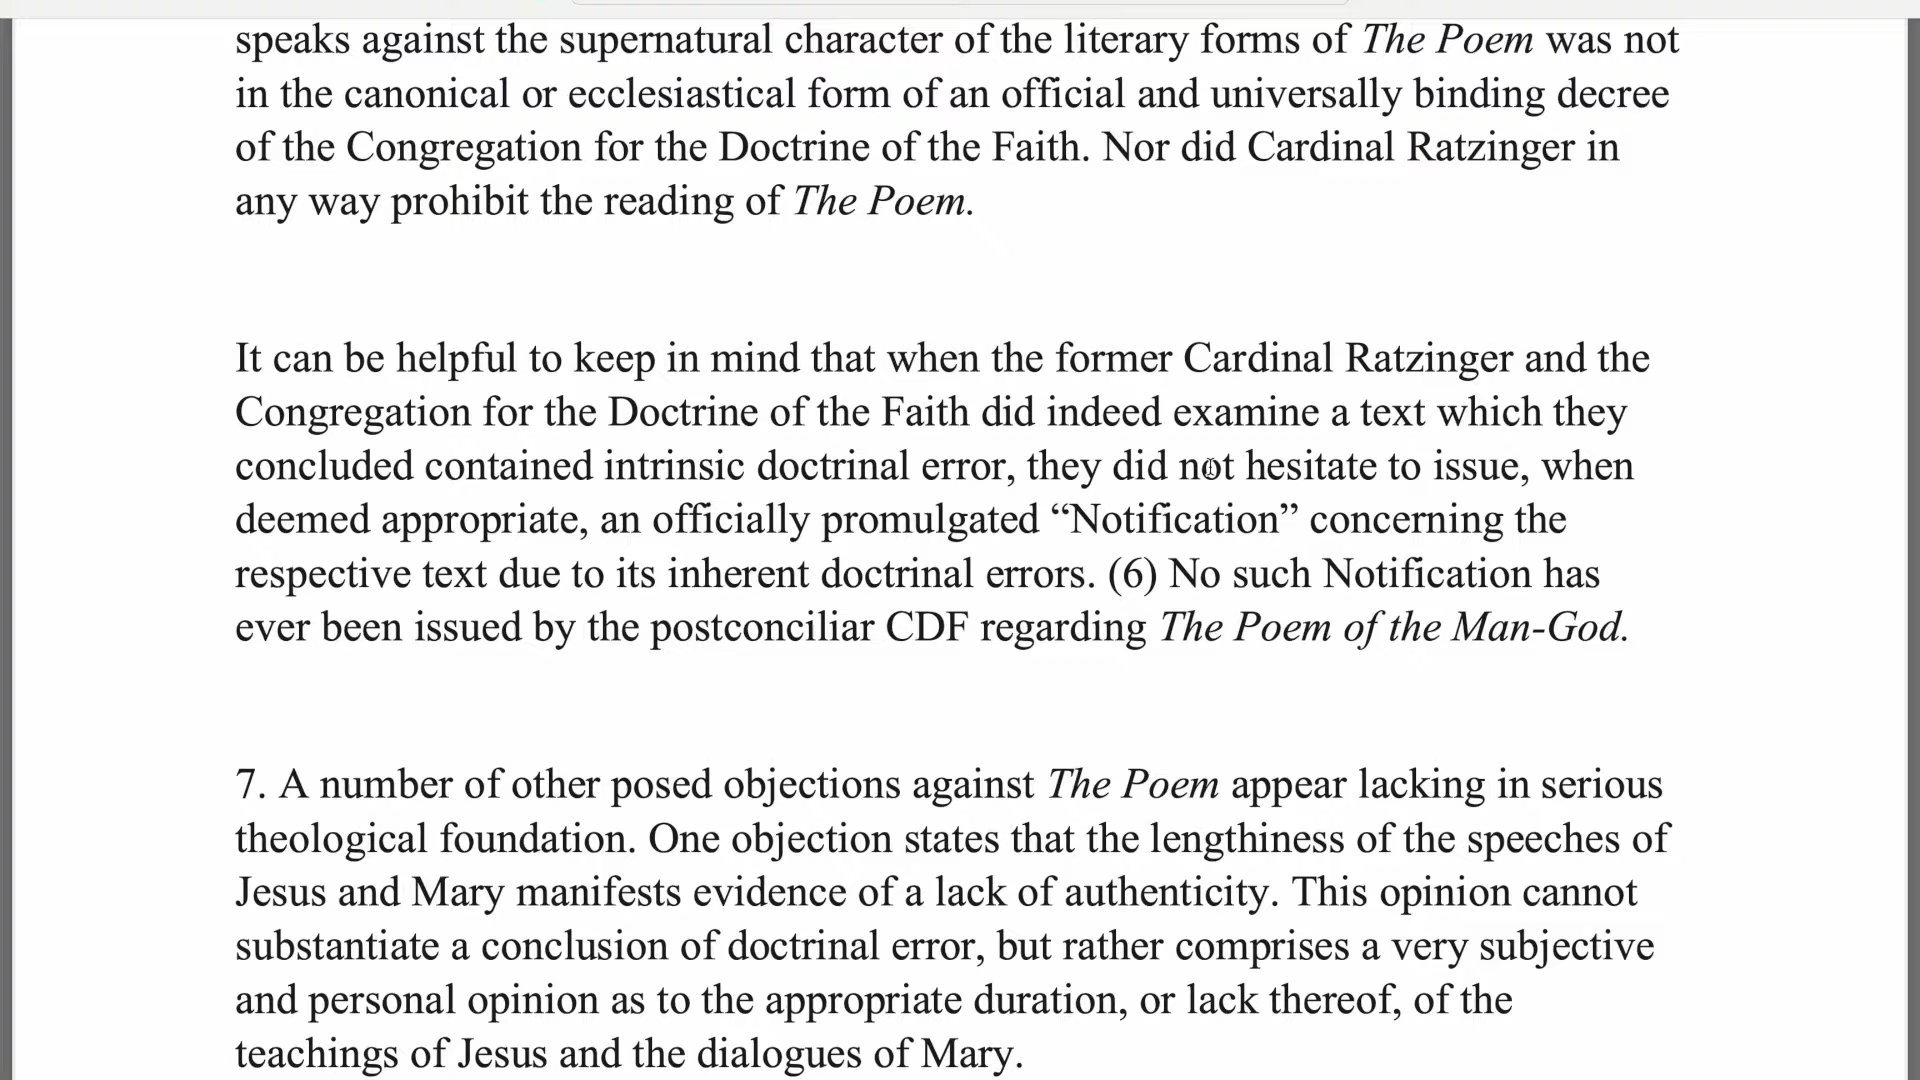 speaks against the supernatural character of the literary forms of The Poem was not
in the canonical or ecclesiastical form of an official and universally binding decree
of the Congregation for the Doctrine of the Faith. Nor did Cardinal Ratzinger in
any way prohibit the reading of The Poem.
It can be helpful to keep in mind that when the former Cardinal Ratzinger and the
Congregation for the Doctrine of the Faith did indeed examine a text which they
concluded contained intrinsic doctrinal error, they did not hesitate to issue, when
deemed appropriate, an officially promulgated “Notification” concerning the
respective text due to its inherent doctrinal errors. (6) No such Notification has
ever been issued by the postconciliar CDF regarding The Poem of the Man-God.
7. A number of other posed objections against The Poem appear lacking in serious
theological foundation. One objection states that the lengthiness of the speeches of
Jesus and Mary manifests evidence of a lack of authenticity. This opinion cannot
substantiate a conclusion of doctrinal error, but rather comprises a very subjective
and personal opinion as to the appropriate duration, or lack thereof, of the
teachings of Jesus and the dialogues of Mary.